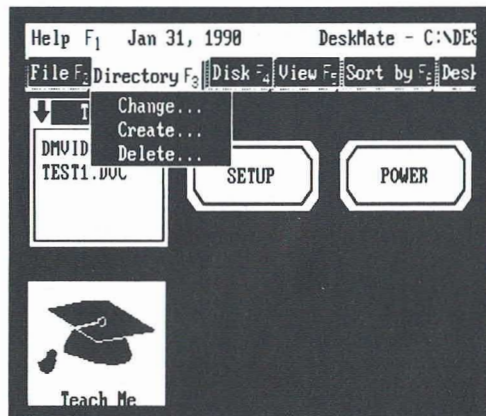 Help F1 Jan 31, 1990 DeskMate - C:\DES
File F2 Directory F3 Disk F4 View F5 Sort by F6 Desk
T
Change...
Create...
Delete...
DMVID
TEST1.DOC
SETUP
POWER
Teach Me